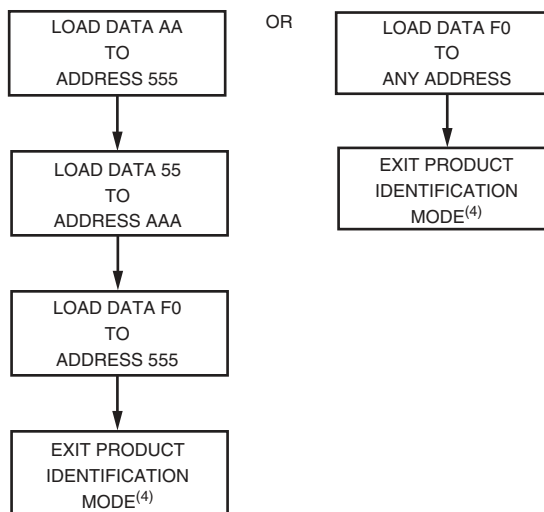 LOAD DATA AA
TO
ADDRESS 555
LOAD DATA 55
TO
ADDRESS AAA
LOAD DATA F0
TO
ADDRESS 555
EXIT PRODUCT
IDENTIFICATION
MODE(4)
OR
LOAD DATA F0
TO
ANY ADDRESS
EXIT PRODUCT
IDENTIFICATION
MODE(4)